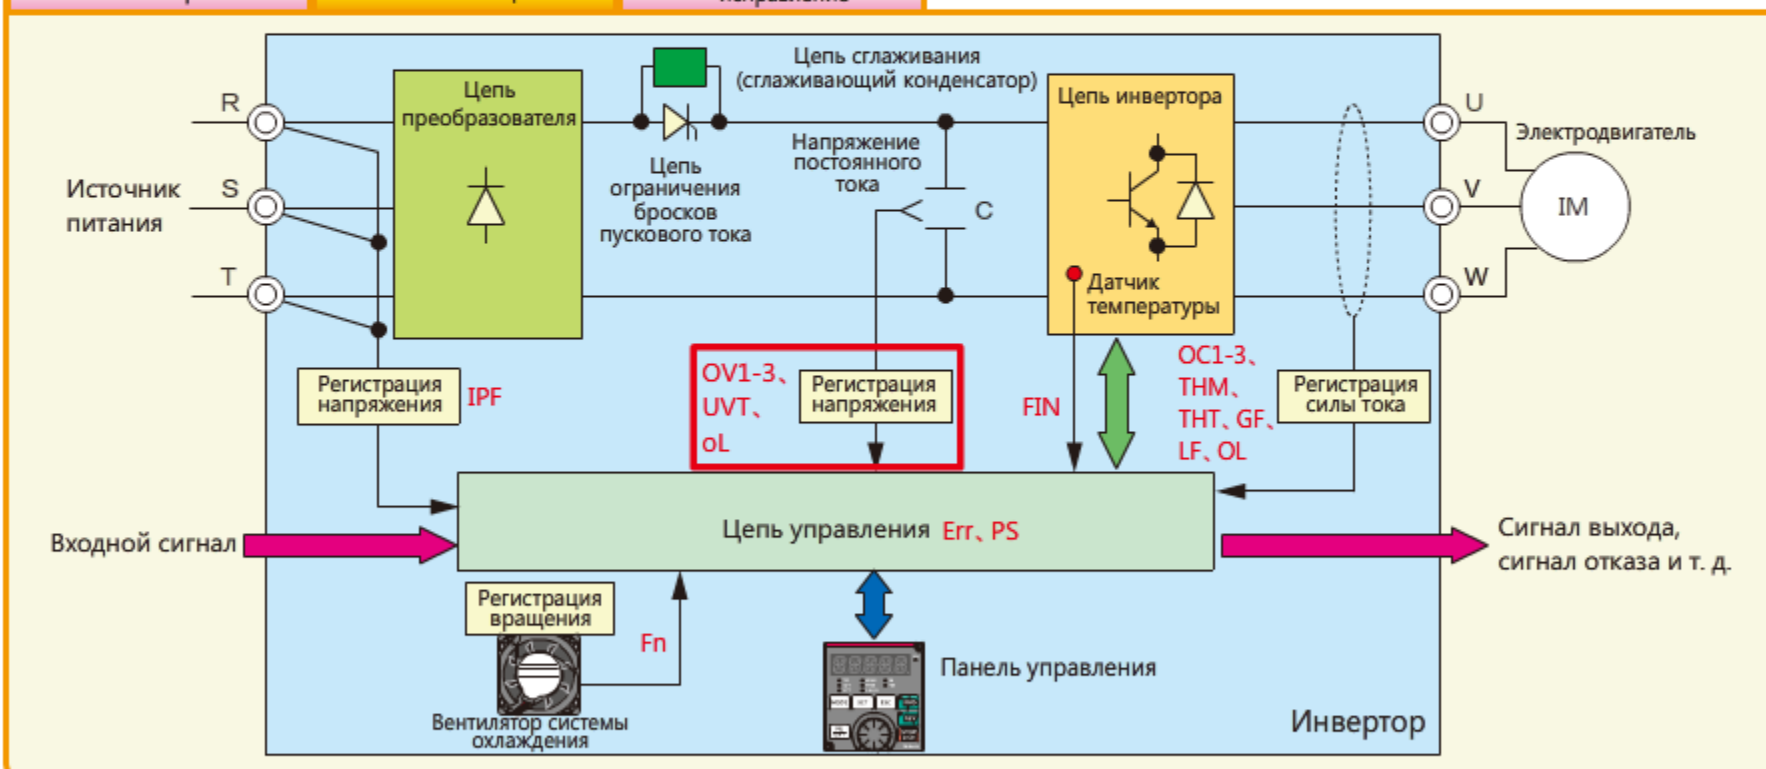 R
S
T
Источник
питания
Цепь
преобразователя
Цепь сглаживания
(сглаживающий конденсатор)
Цепь
ограничения
бросков
пускового тока
Напряжение
постоянного
тока
C
Цепь инвертора
Датчик
температуры
U
V
W
Электродвигатель
IM
Регистрация
напряжения
IPF
OV1-3、
UVT、
oL
Регистрация
напряжения
FIN
OC1-3、
THM、
THT、GF、
LF、OL
Регистрация
силы тока
Входной сигнал
Цепь управления Err、PS
Сигнал выхода,
сигнал отказа и т. д.
Регистрация
вращения
Fn
Вентилятор системы
охлаждения
Панель управления
Инвертор